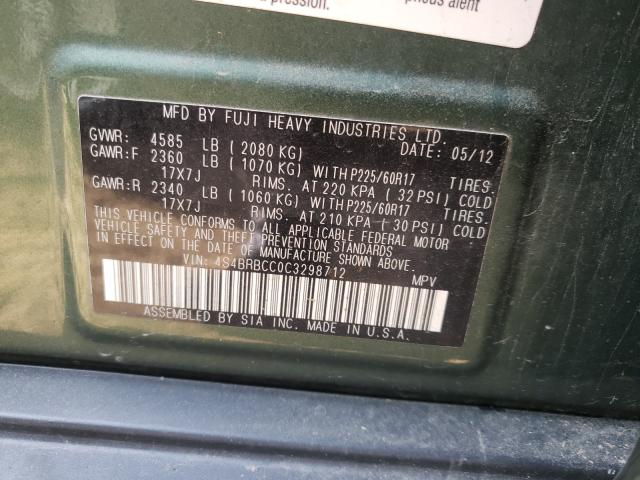 pression.
pneus aient
MFD BY FUJI HEAVY INDUSTRIES LTD.
GVWR: 4585 LB ( 2080 KG) DATE: 05/12
GAWR:F 2360 LB ( 1070 KG) WITH P225/60R17 TIRES.
17X7J RIMS. AT 220 KPA ( 32 PSI) COLD
GAWR:R 2340 LB ( 1060 KG) WITH P225/60R17 TIRES.
17X7J RIMS. AT 210 KPA ( 30 PSI) COLD
THIS VEHICLE CONFORMS TO ALL APPLICABLE FEDERAL MOTOR
VEHICLE SAFETY AND THEFT PREVENTION STANDARDS
IN EFFECT ON THE DATE OF MANUFACTURE SHOWN ABOVE.
VIN: 4S4BRBCC0C3298712 MPV
ASSEMBLED BY SIA INC. MADE IN U.S.A.